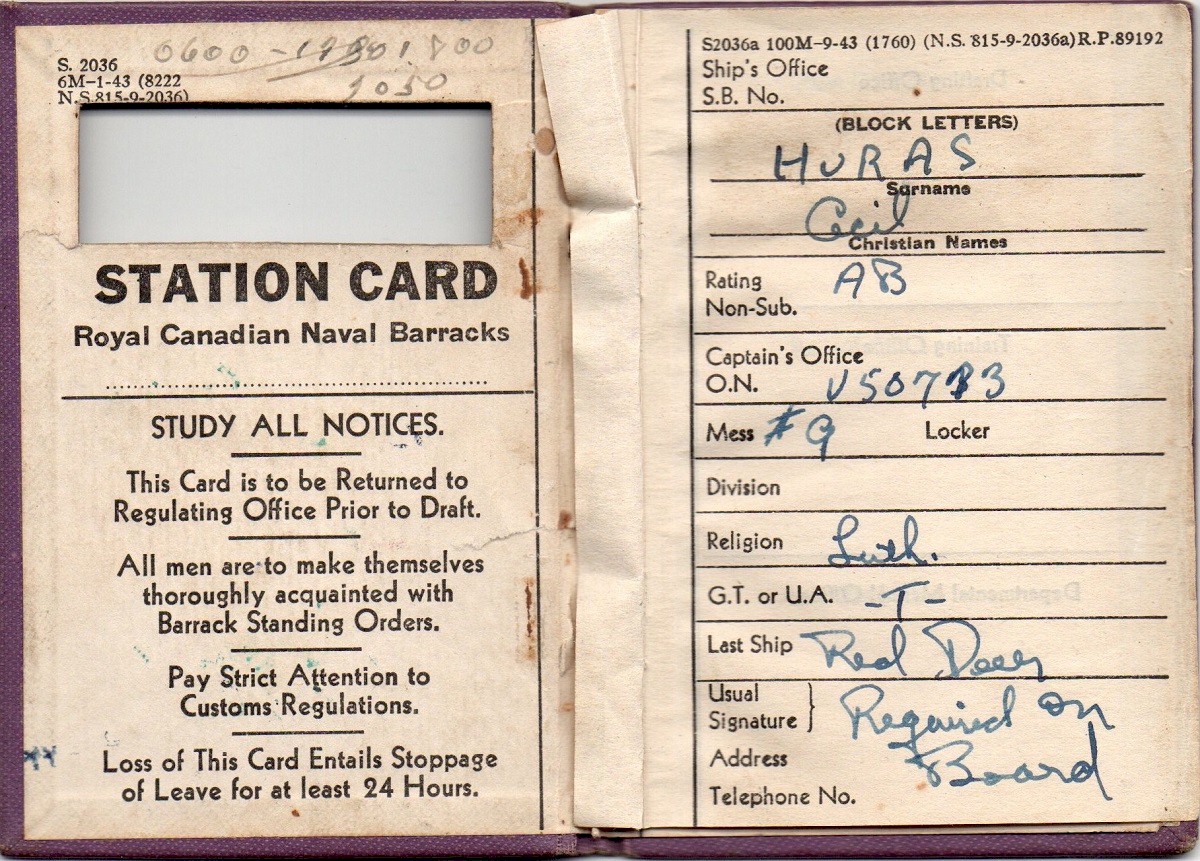 0600 - 1700
1050
S. 2036
6M-1-43 (8222
N.S.815-9-2036)
STATION CARD
Royal Canadian Naval Barracks
STUDY ALL NOTICES.
This Card is to be Returned to
Regulating Office Prior to Draft.
All men are to make themselves
thoroughly acquainted with
Barrack Standing Orders.
Pay Strict Attention to
Customs Regulations.
Loss of This Card Entails Stoppage
of Leave for at least 24 Hours.
S2036a 100M-9-43 (1760) (N.S. 815-9-2036a) R.P.89192
Ship's Office
S.B. No.
(BLOCK LETTERS)
HURAS
Surname
Cecil
Christian Names
Rating AB
Non-Sub.
Captain's Office
O.N. V50733
Mess #9 Locker
Division
Religion Luth.
G.T. or U.A. -T-
Last Ship Red Deer
Usual
Signature } Required on
Address Board
Telephone No.